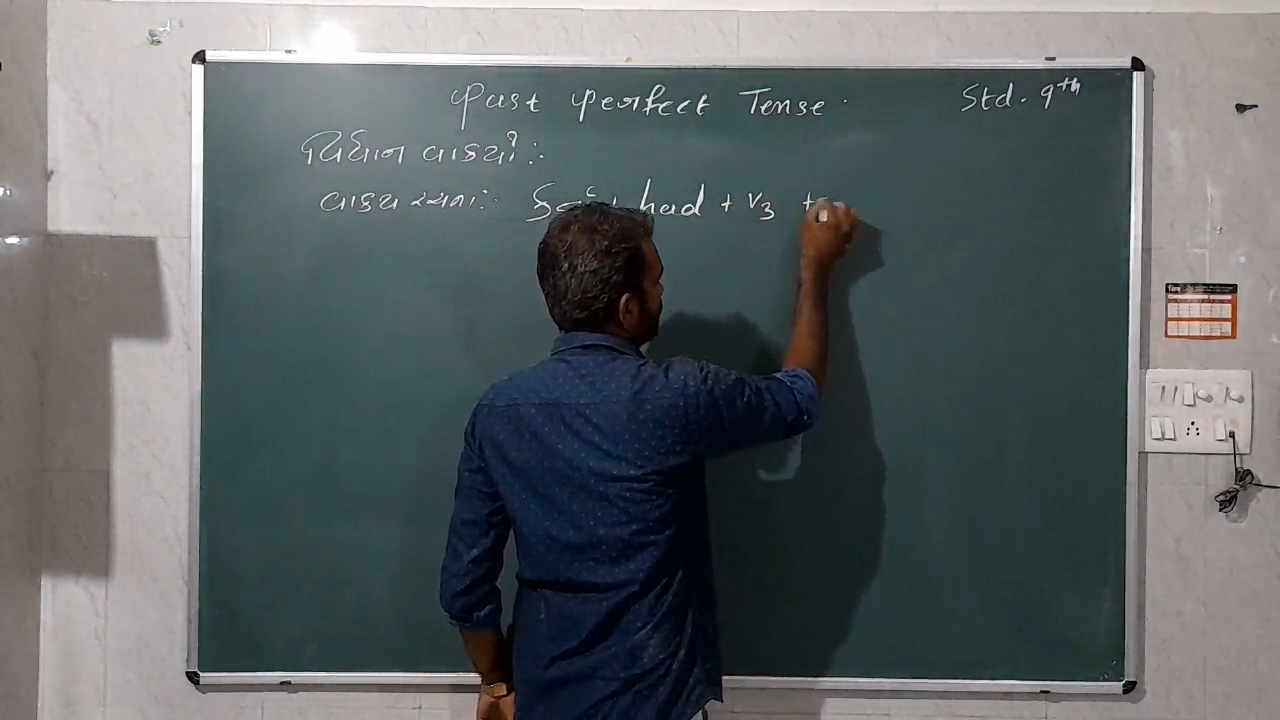 Past Perfect Tense. Std. 9th
વિધાન વાક્યો :-
વાક્ય રચના :- had + V3 +